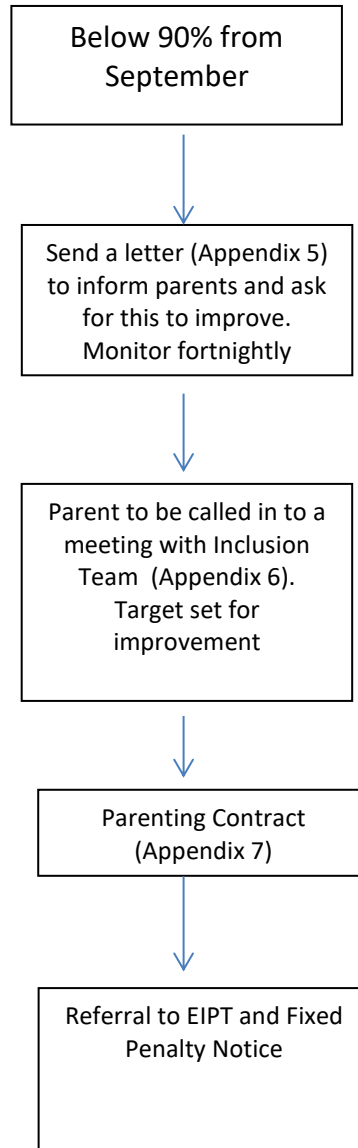 Below 90% from
September
Send a letter (Appendix 5)
to inform parents and ask
for this to improve.
Monitor fortnightly
Parent to be called in to a
meeting with Inclusion
Team (Appendix 6).
Target set for
improvement
Parenting Contract
(Appendix 7)
Referral to EIPT and Fixed
Penalty Notice